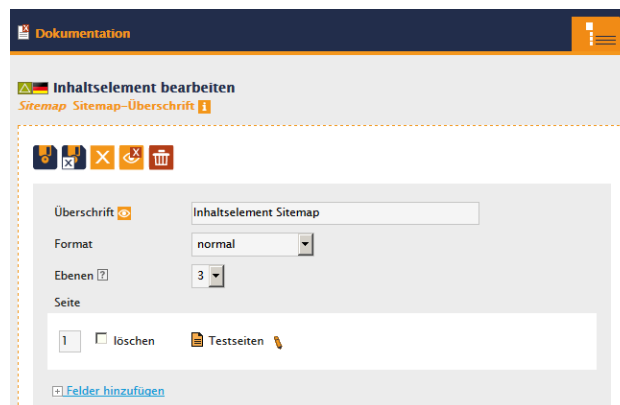 Dokumentation
Inhaltselement bearbeiten
Sitemap Sitemap-Überschrift i
Überschrift
Inhaltselement Sitemap
Format
normal
Ebenen ?
3
Seite
1 löschen Testseiten
+ Felder hinzufügen